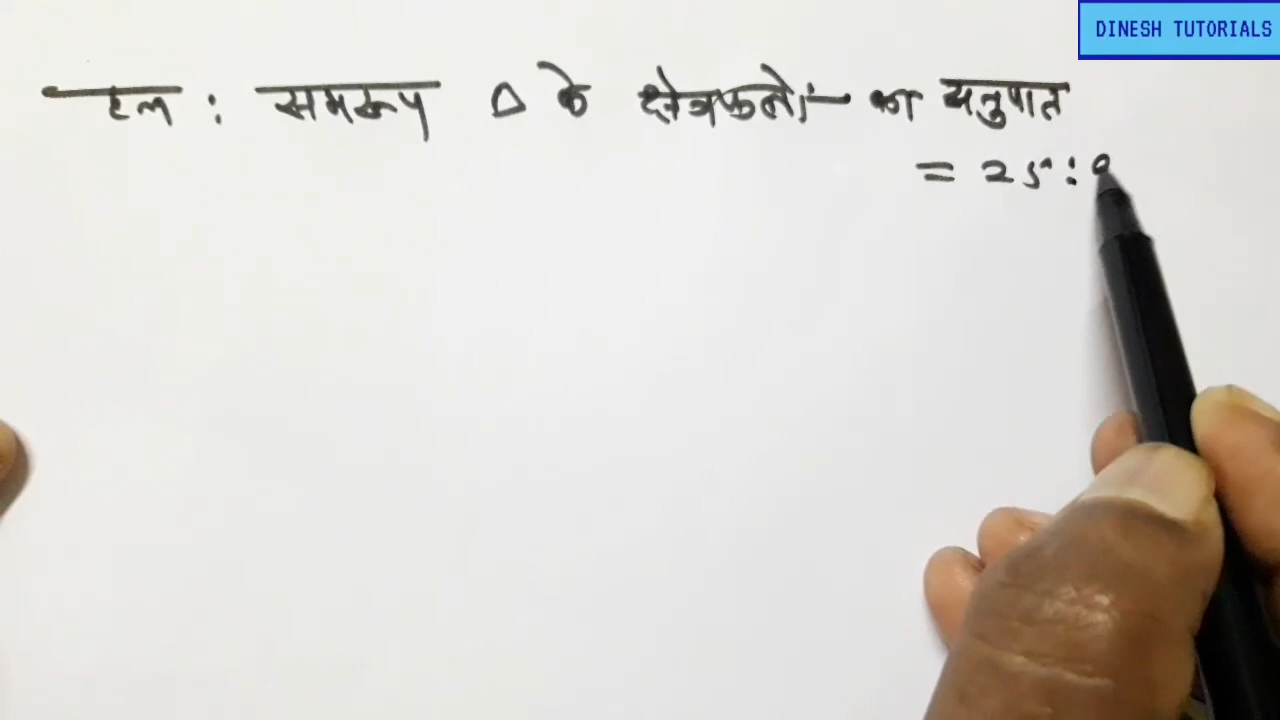 DINESH TUTORIALS
हल : समरूप Δ के क्षेत्रफलों का अनुपात
= 25 :